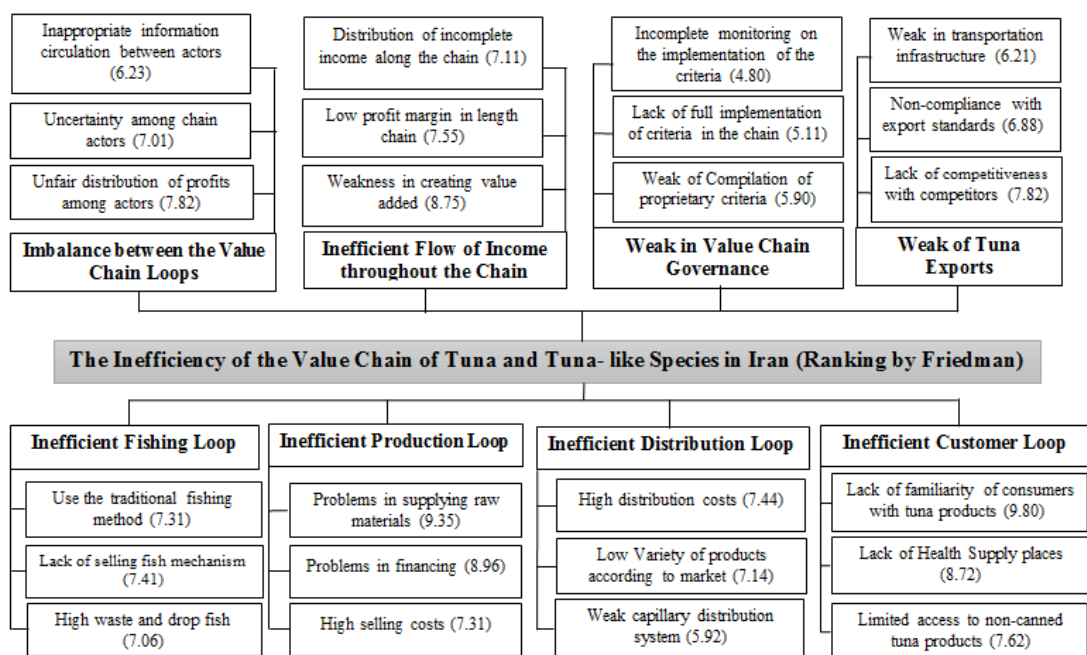 Inappropriate information
circulation between actors
(6.23)
Uncertainty among chain
actors (7.01)
Unfair distribution of profits
among actors (7.82)
Imbalance between the Value
Chain Loops
Distribution of incomplete
income along the chain (7.11)
Low profit margin in length
chain (7.55)
Weakness in creating value
added (8.75)
Inefficient Flow of Income
throughout the Chain
Incomplete monitoring on
the implementation of the
criteria (4.80)
Lack of full implementation
of criteria in the chain (5.11)
Weak of Compilation of
proprietary criteria (5.90)
Weak in Value Chain
Governance
Weak in transportation
infrastructure (6.21)
Non-compliance with
export standards (6.88)
Lack of competitiveness
with competitors (7.82)
Weak of Tuna
Exports
The Inefficiency of the Value Chain of Tuna and Tuna- like Species in Iran (Ranking by Friedman)
Inefficient Fishing Loop
Use the traditional fishing
method (7.31)
Lack of selling fish mechanism
(7.41)
High waste and drop fish
(7.06)
Inefficient Production Loop
Problems in supplying raw
materials (9.35)
Problems in financing (8.96)
High selling costs (7.31)
Inefficient Distribution Loop
High distribution costs (7.44)
Low Variety of products
according to market (7.14)
Weak capillary distribution
system (5.92)
Inefficient Customer Loop
Lack of familiarity of consumers
with tuna products (9.80)
Lack of Health Supply places
(8.72)
Limited access to non-canned
tuna products (7.62)